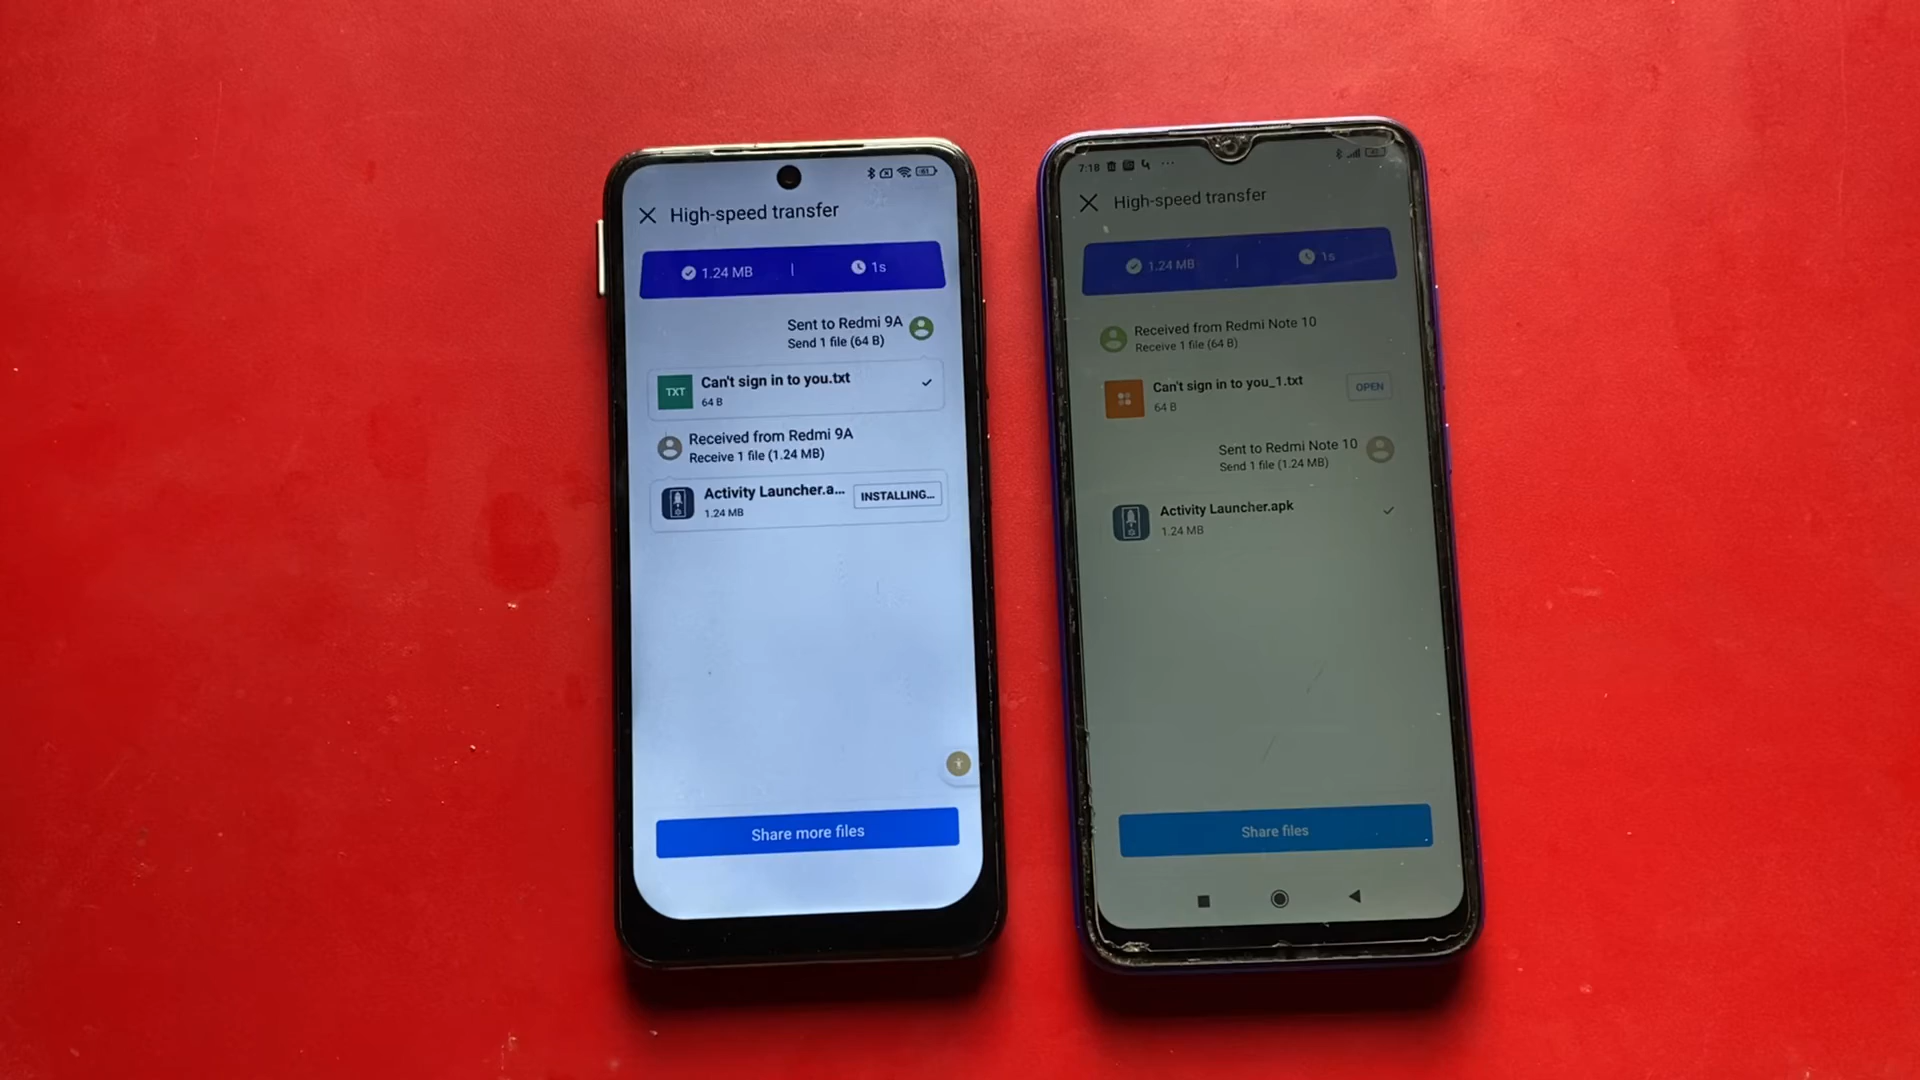 High-speed transfer
1.24 MB | 1s
Sent to Redmi 9A
Send 1 file (64 B)
TXT
Can't sign in to you.txt
64 B
Received from Redmi 9A
Receive 1 file (1.24 MB)
Activity Launcher.a...
INSTALLING...
1.24 MB
Share more files
7:18
High-speed transfer
1.24 MB | 1s
Received from Redmi Note 10
Receive 1 file (64 B)
Can't sign in to you_1.txt
OPEN
64 B
Sent to Redmi Note 10
Send 1 file (1.24 MB)
Activity Launcher.apk
1.24 MB
Share files